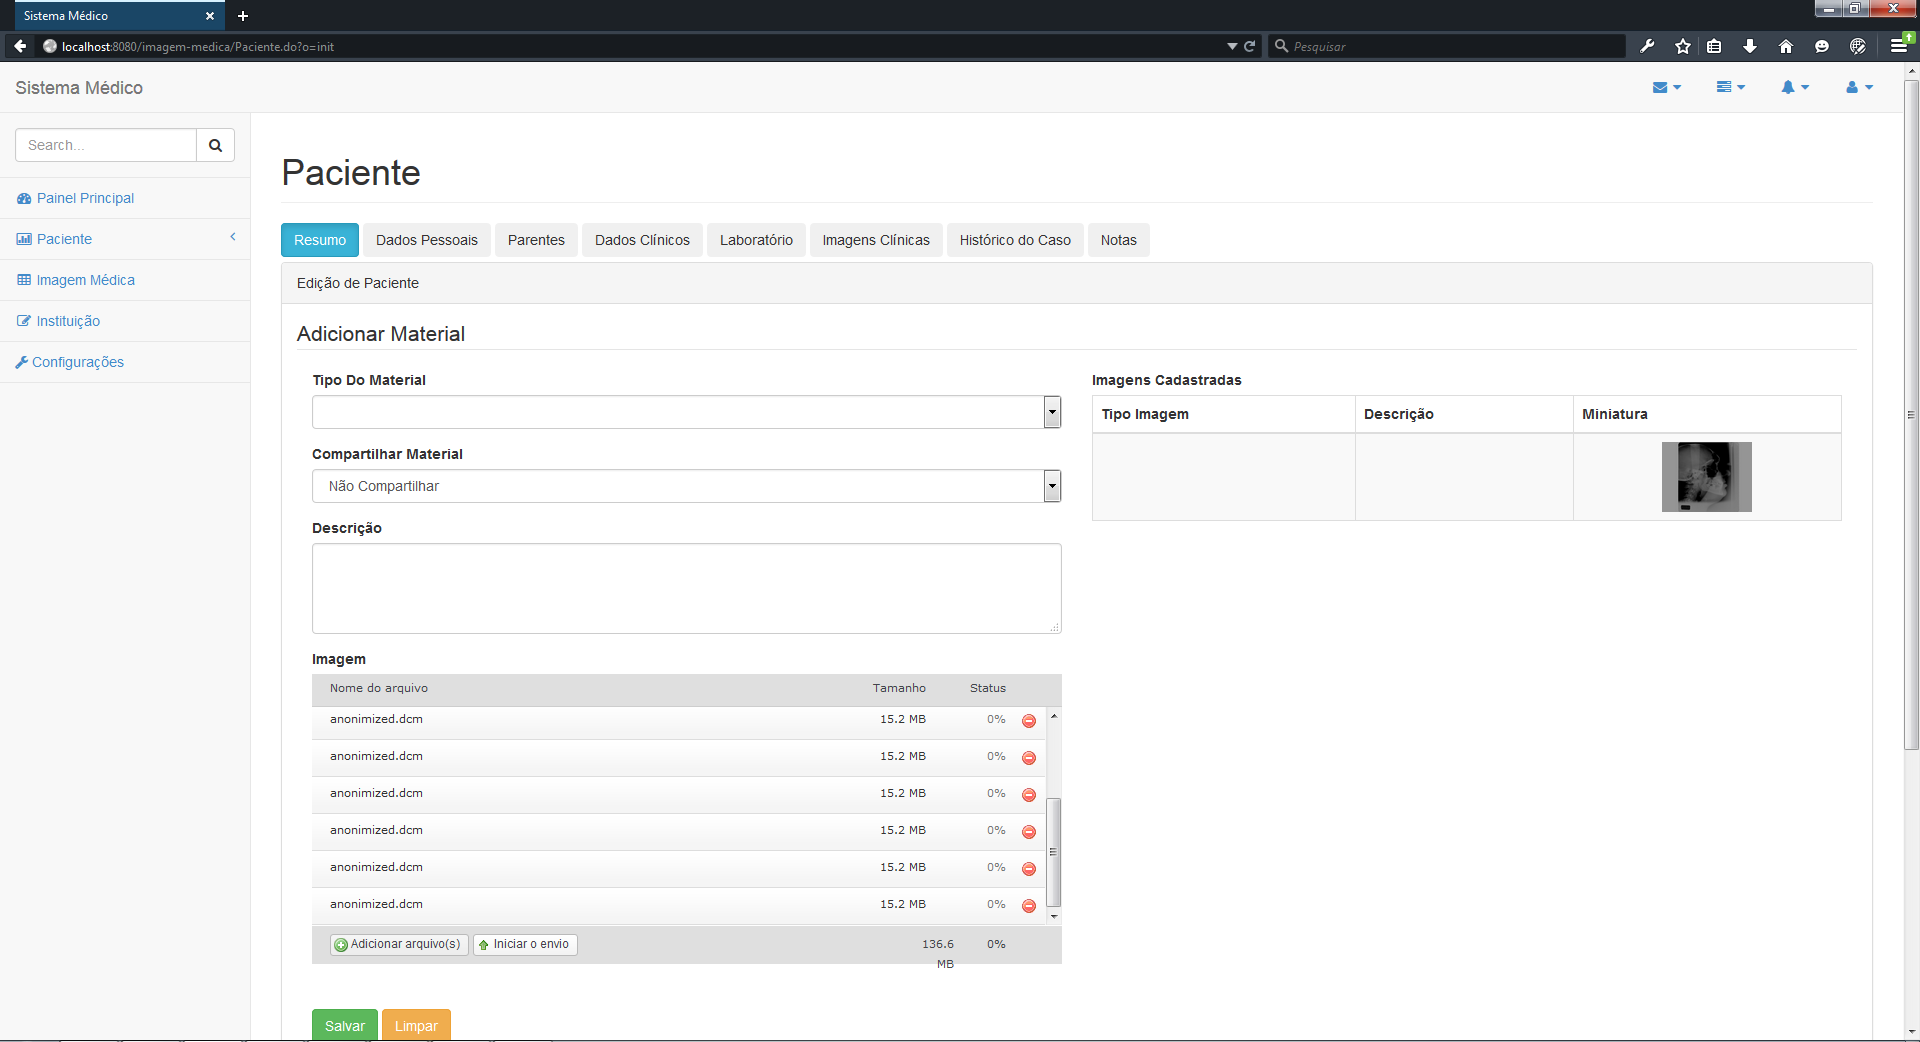 Sistema Médico
localhost:8080/imagem-medica/Paciente.do?o=init
Pesquisar
Sistema Médico
Search...
Painel Principal
Paciente
Imagem Médica
Instituição
Configurações
Paciente
Resumo Dados Pessoais Parentes Dados Clínicos Laboratório Imagens Clínicas Histórico do Caso Notas
Edição de Paciente
Adicionar Material
Tipo Do Material
Compartilhar Material
Não Compartilhar
Descrição
Imagem
Nome do arquivo Tamanho Status
anonimized.dcm 15.2 MB 0%
anonimized.dcm 15.2 MB 0%
anonimized.dcm 15.2 MB 0%
anonimized.dcm 15.2 MB 0%
anonimized.dcm 15.2 MB 0%
anonimized.dcm 15.2 MB 0%
Adicionar arquivo(s) Iniciar o envio 136.6 0%
MB
Salvar Limpar
Imagens Cadastradas
Tipo Imagem Descrição Miniatura